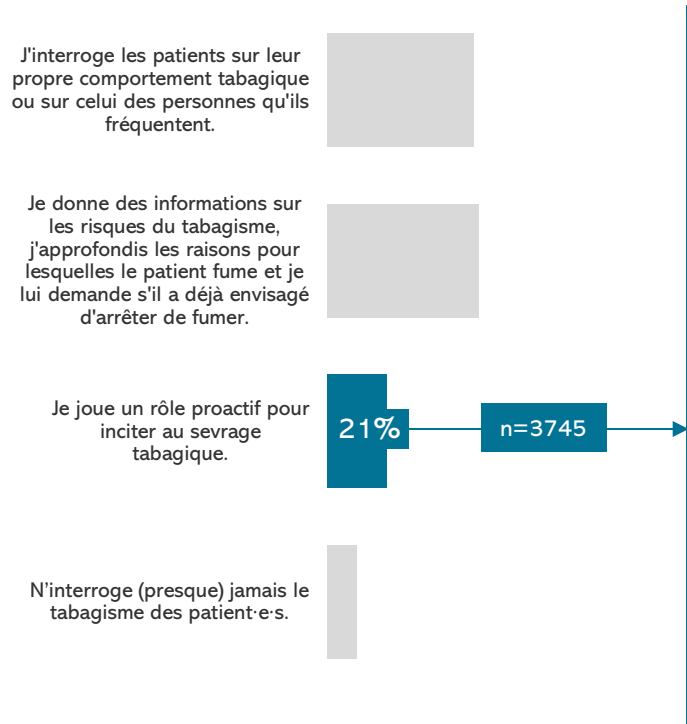 J'interroge les patients sur leur
propre comportement tabagique
ou sur celui des personnes qu'ils
fréquentent.
Je donne des informations sur
les risques du tabagisme,
j'approfondis les raisons pour
lesquelles le patient fume et je
lui demande s'il a déjà envisagé
d'arrêter de fumer.
Je joue un rôle proactif pour
inciter au sevrage
tabagique.
21%
n=3745
N’interroge (presque) jamais le
tabagisme des patient·e·s.